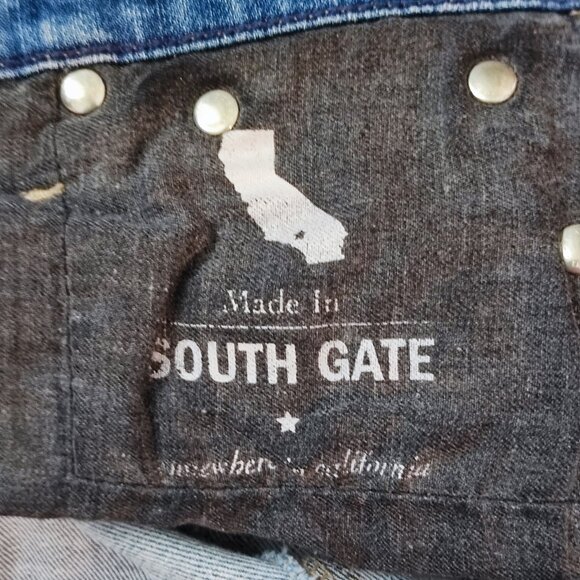 Made In
SOUTH GATE
somewhere in california